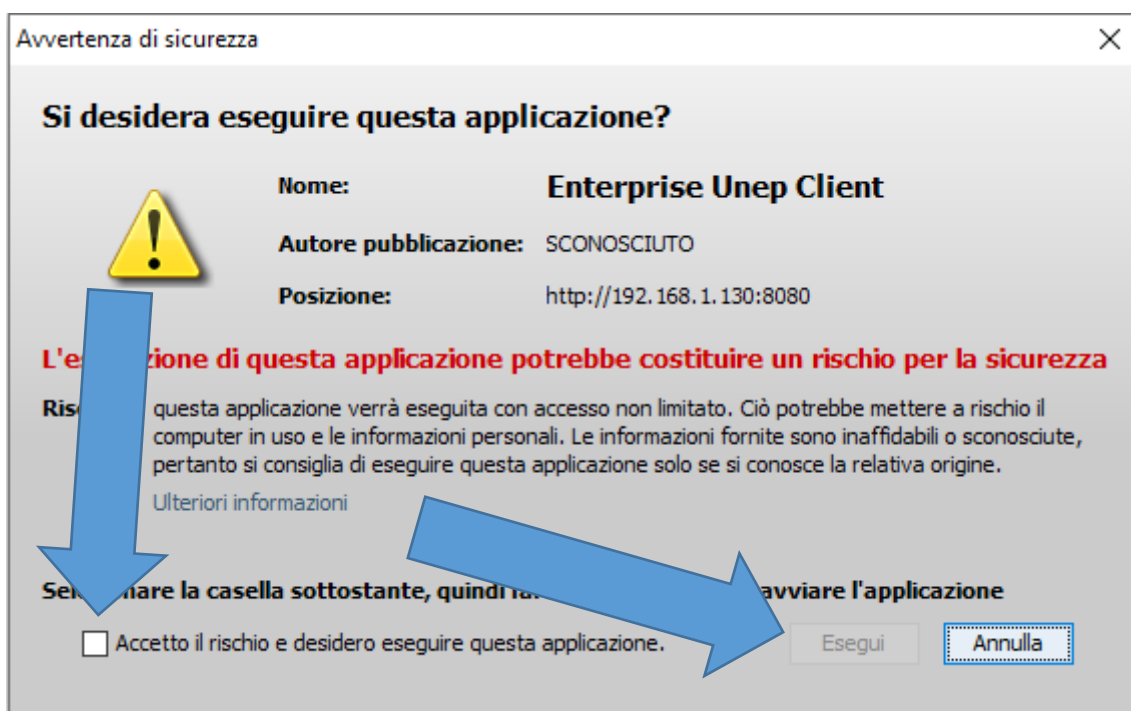 Avvertenza di sicurezza
Si desidera eseguire questa applicazione?
Nome: Enterprise Unep Client
Autore pubblicazione: SCONOSCIUTO
Posizione: http://192.168.1.130:8080
di questa applicazione potrebbe costituire un rischio per la sicurezza
questa applicazione verrà eseguita con accesso non limitato. Ciò potrebbe mettere a rischio il
computer in uso e le informazioni personali. Le informazioni fornite sono inaffidabili o sconosciute,
pertanto si consiglia di eseguire questa applicazione solo se si conosce la relativa origine.
Ulteriori informazioni
la casella sottostante, quindi avviare l'applicazione
Accetto il rischio e desidero eseguire questa applicazione. Esegui Annulla